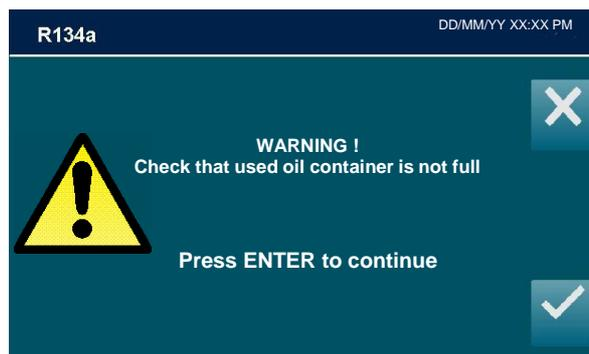 R134a
DD/MM/YY XX:XX PM
WARNING !
Check that used oil container is not full
Press ENTER to continue